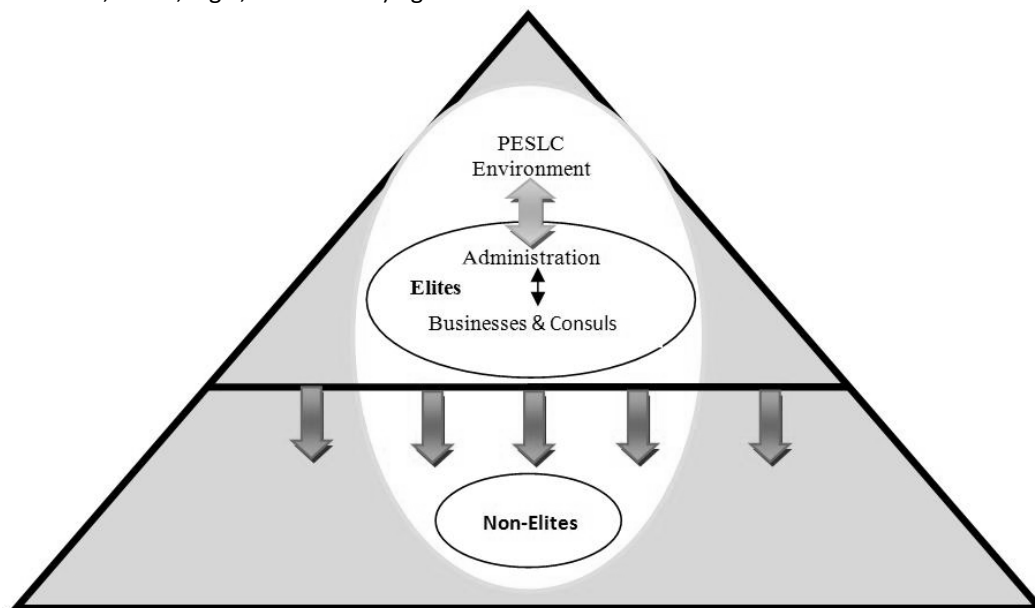 PESLC
Environment
Administration
Elites
Businesses & Consuls
Non-Elites